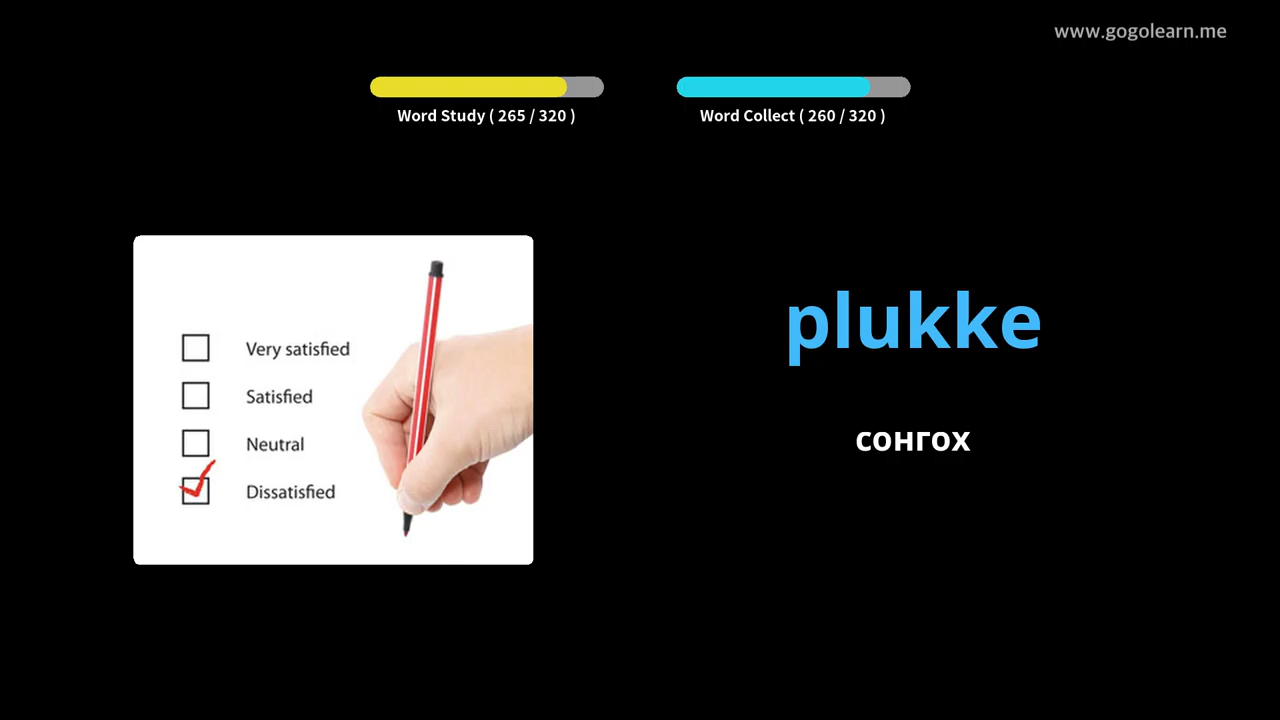 www.gogolearn.me
Word Study ( 265 / 320 )
Word Collect ( 260 / 320 )
Very satisfied
Satisfied
Neutral
Dissatisfied
plukke
сонгох